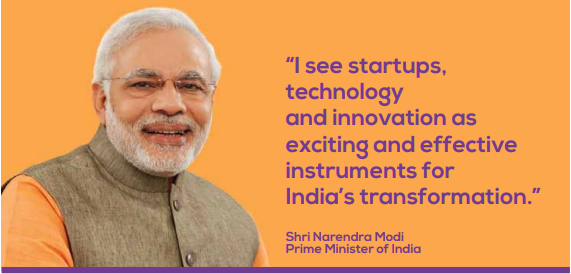 “I see startups,
technology
and innovation as
exciting and effective
instruments for
India’s transformation.”
Shri Narendra Modi
Prime Minister of India